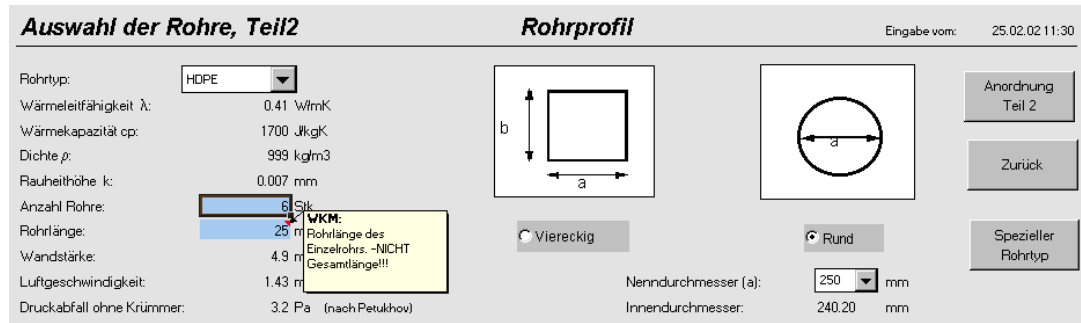 Auswahl der Rohre, Teil2
Rohrprofil
Eingabe vom: 25.02.02 11:30
Rohrtyp: HDPE
Wärmeleitfähigkeit λ: 0.41 W/mK
Wärmekapazität cp: 1700 J/kgK
Dichte ρ: 999 kg/m3
Rauheithöhe k: 0.007 mm
Anzahl Rohre: 6 Stk
Rohrlänge: 25 m
Wandstärke: 4.9 m
Luftgeschwindigkeit: 1.43 m
Druckabfall ohne Krümmer: 3.2 Pa (nach Petukhov)
WKM:
Rohrlänge des
Einzelrohrs. -NICHT
Gesamtlänge!!!
b
a
a
Viereckig
Rund
Nenndurchmesser (a): 250 mm
Innendurchmesser: 240.20 mm
Anordnung
Teil 2
Zurück
Spezieller
Rohrtyp